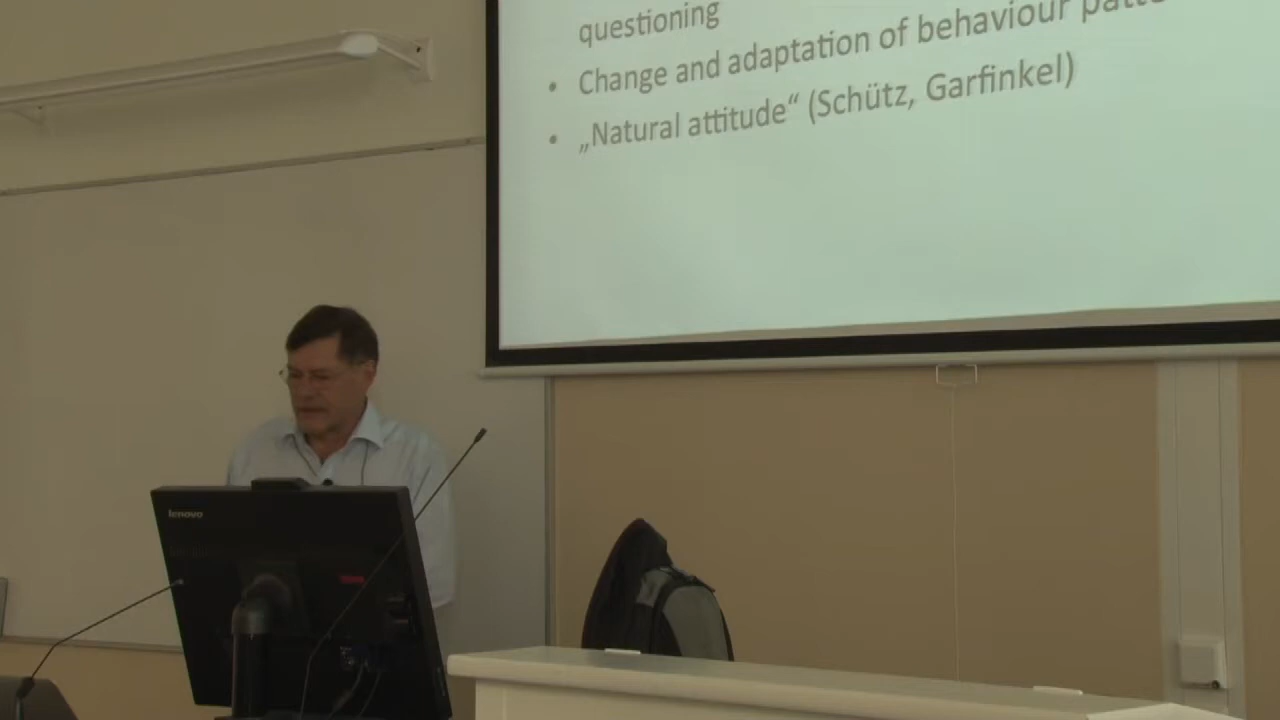 questioning
• Change and adaptation of behaviour
• „Natural attitude“ (Schütz, Garfinkel)
lenovo